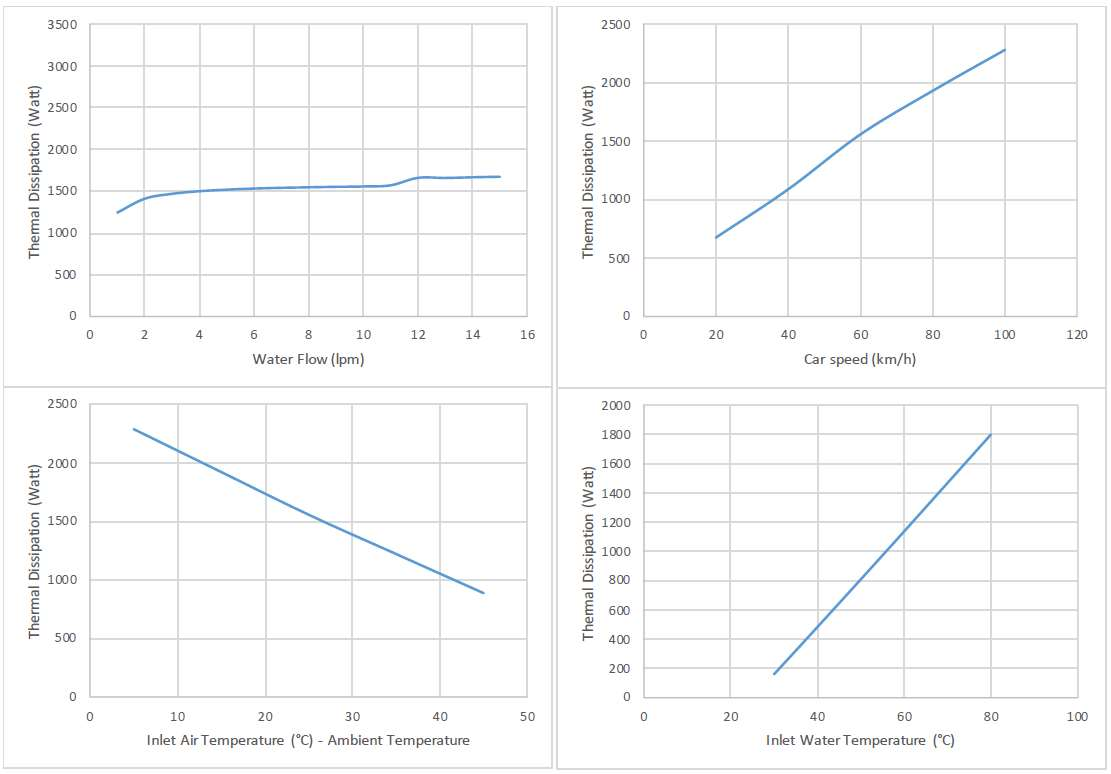 3500
3000
2500
2000
1500
1000
500
0
0 2 4 6 8 10 12 14 16
Thermal Dissipation (Watt)
Water Flow (lpm)
2500
2000
1500
1000
500
0
0 20 40 60 80 100 120
Thermal Dissipation (Watt)
Car speed (km/h)
2500
2000
1500
1000
500
0
0 10 20 30 40 50
Thermal Dissipation (Watt)
Inlet Air Temperature (°C) - Ambient Temperature
2000
1800
1600
1400
1200
1000
800
600
400
200
0
0 20 40 60 80 100
Thermal Dissipation (Watt)
Inlet Water Temperature (°C)